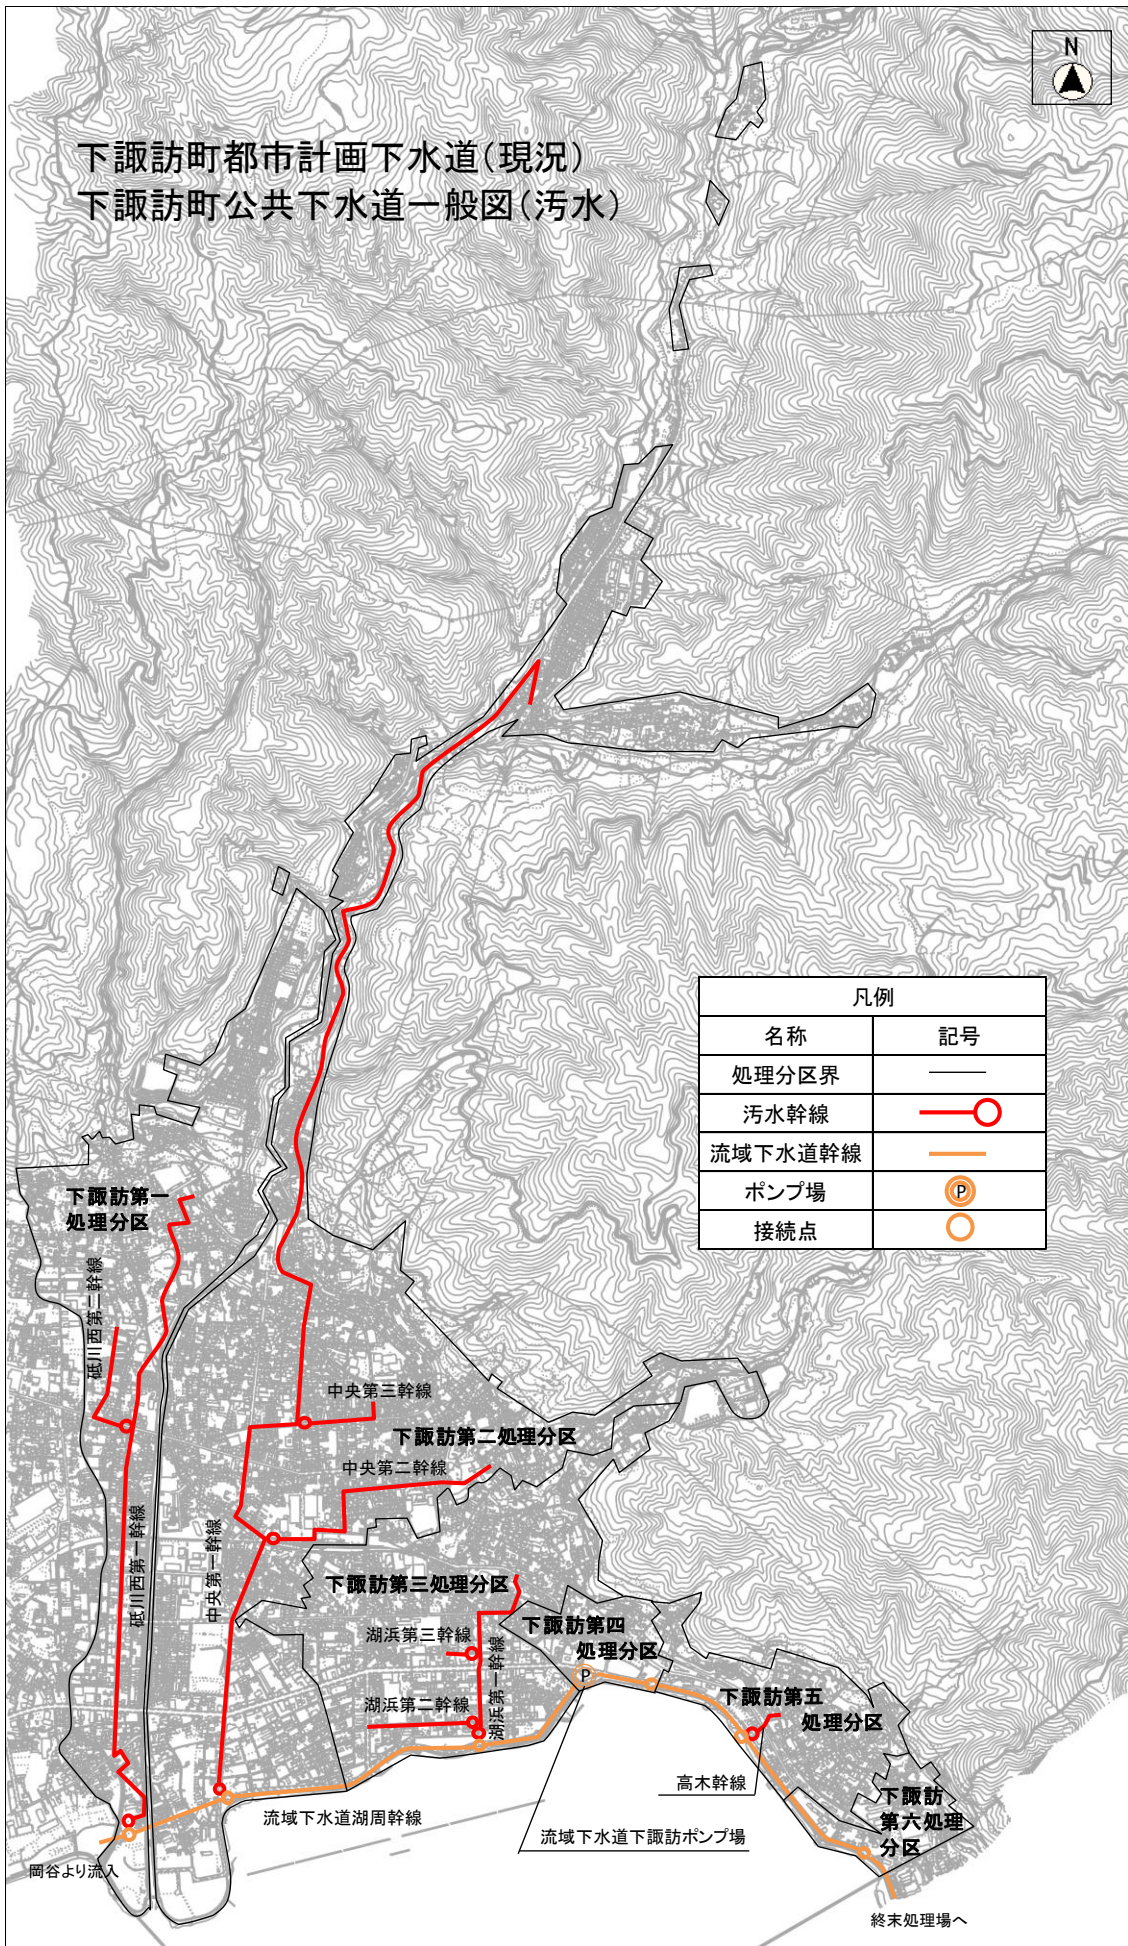 N
下諏訪町都市計画下水道(現況)
下諏訪町公共下水道一般図(汚水)
凡例
名称 記号
処理分区界
汚水幹線
流域下水道幹線
ポンプ場 P
接続点
下諏訪第一
処理分区
砥川西第二幹線
中央第三幹線
下諏訪第二処理分区
中央第二幹線
砥川西第一幹線
中央第一幹線
下諏訪第三処理分区
湖浜第三幹線
湖浜第一幹線
湖浜第二幹線
下諏訪第四
処理分区
P
下諏訪第五
処理分区
高木幹線
下諏訪
第六処理
分区
流域下水道湖周幹線
流域下水道下諏訪ポンプ場
岡谷より流入
終末処理場へ